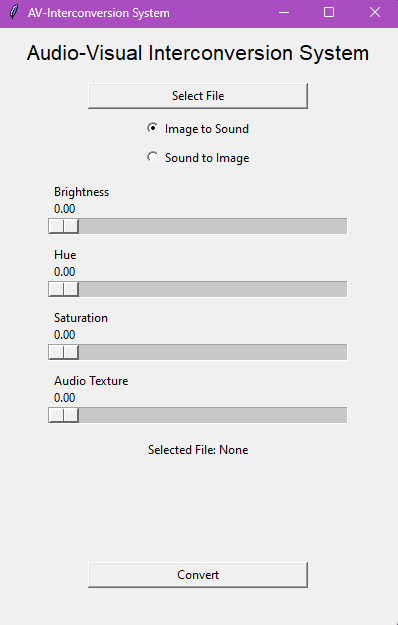 AV-Interconversion System
Audio-Visual Interconversion System
Select File
Image to Sound
Sound to Image
Brightness
0.00
Hue
0.00
Saturation
0.00
Audio Texture
0.00
Selected File: None
Convert